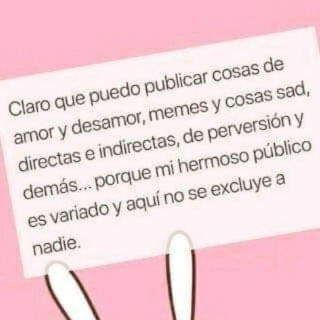 Claro que puedo publicar cosas de
amor y desamor, memes y cosas sad,
directas e indirectas, de perversión y
demás... porque mi hermoso público
es variado y aquí no se excluye a
nadie.